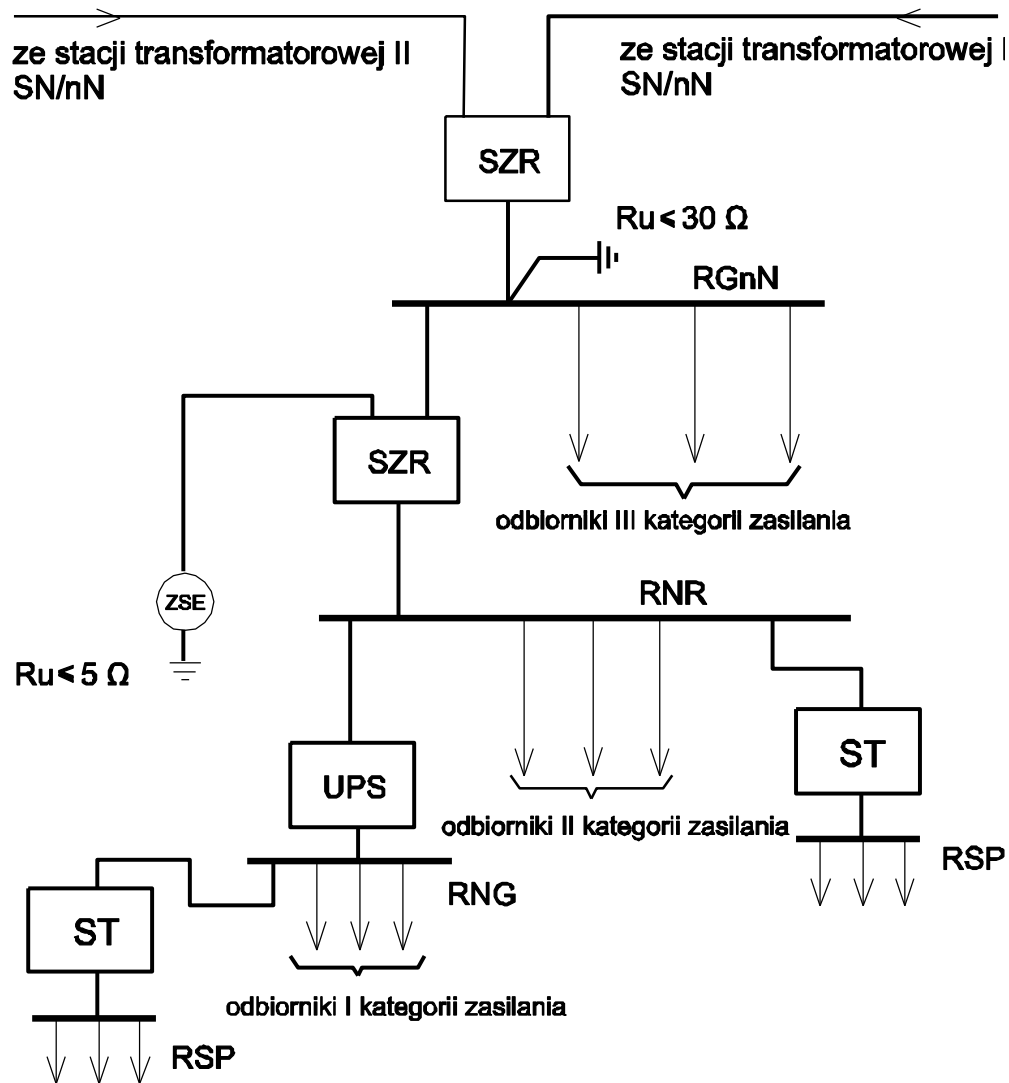 ze stacji transformatorowej II
SN/nN
ze stacji transformatorowej I
SN/nN
SZR
Ru < 30 Ω
RGnN
SZR
odbiorniki III kategorii zasilania
RNR
ZSE
Ru < 5 Ω
UPS
ST
odbiorniki II kategorii zasilania
RSP
RNG
ST
odbiorniki I kategorii zasilania
RSP